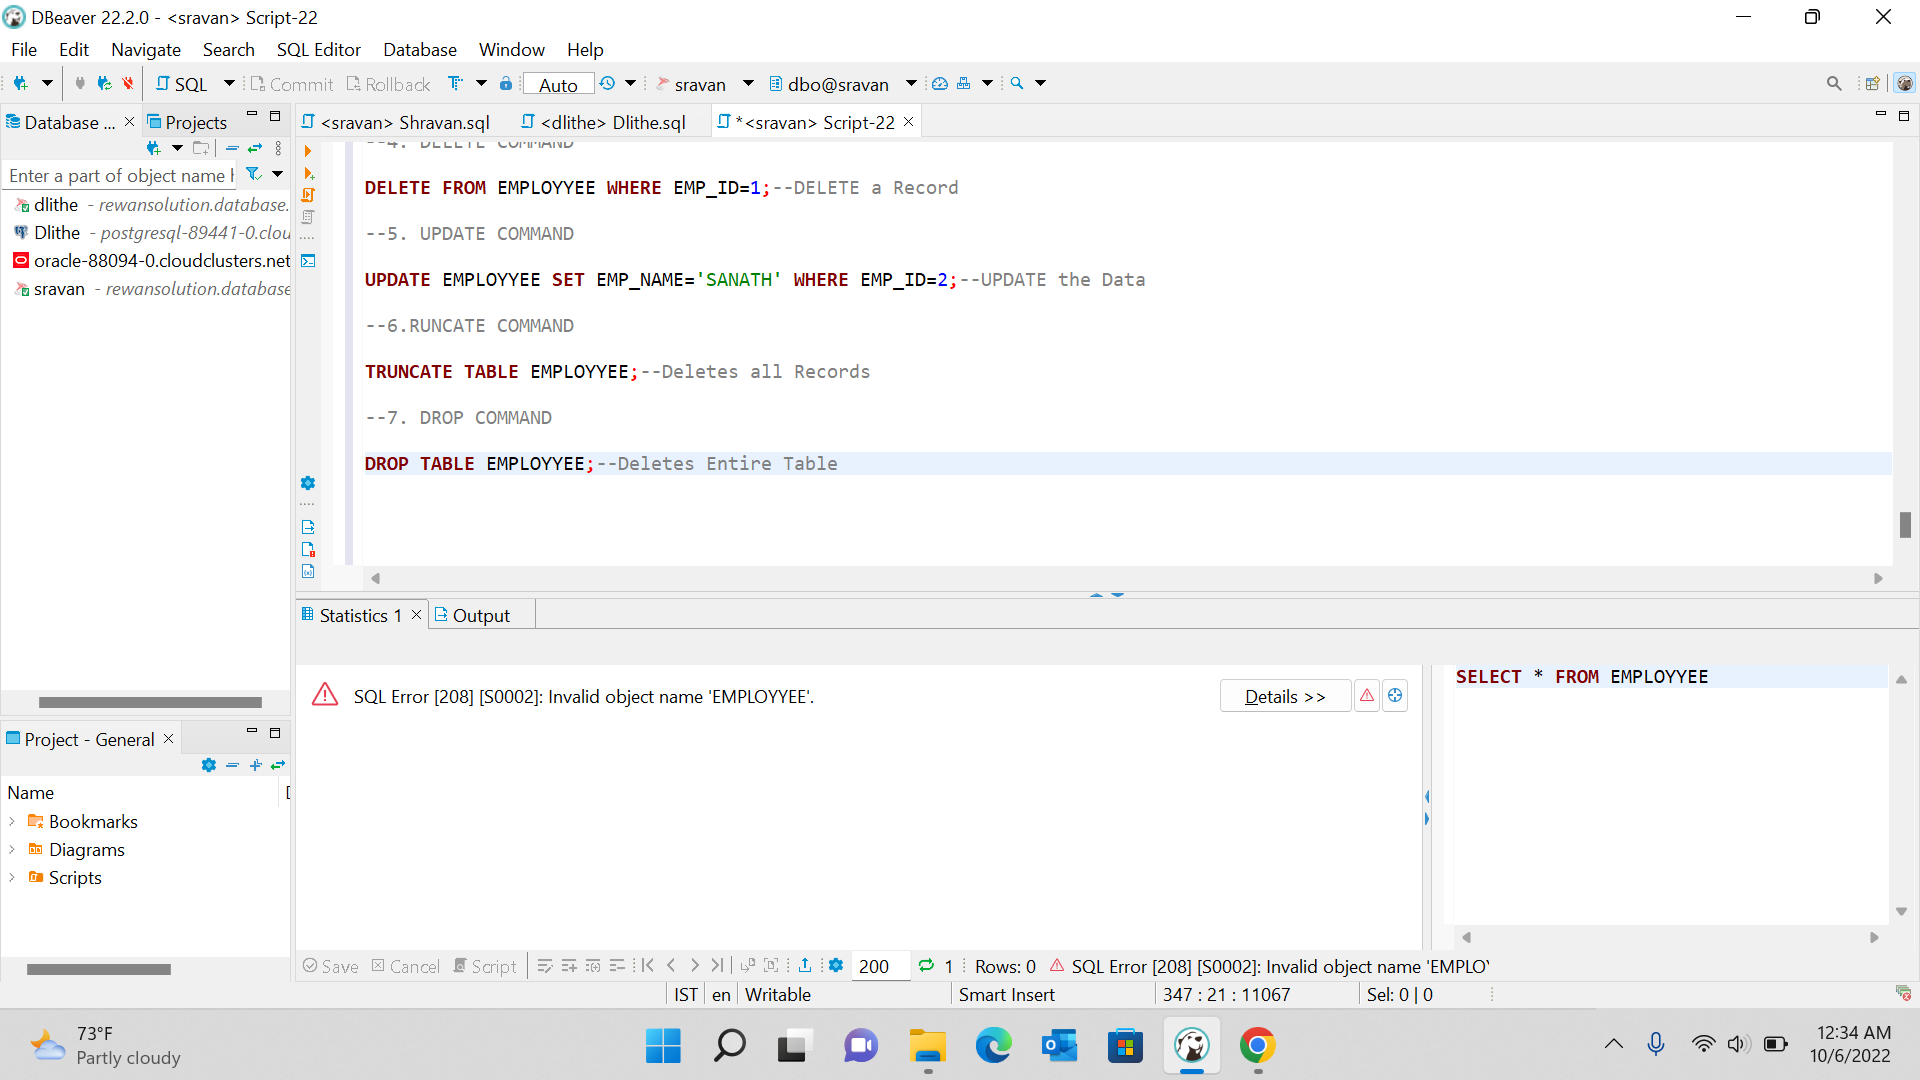 DBeaver 22.2.0 - <sravan> Script-22
File Edit Navigate Search SQL Editor Database Window Help
SQL Commit Rollback Auto sravan dbo@sravan
Database ... Projects
<sravan> Shravan.sql <dlithe> Dlithe.sql *<sravan> Script-22
Enter a part of object name h
dlithe - rewansolution.database.
Dlithe - postgresql-89441-0.clou
oracle-88094-0.cloudclusters.net
sravan - rewansolution.database
--4. DELETE COMMAND
DELETE FROM EMPLOYYEE WHERE EMP_ID=1;--DELETE a Record
--5. UPDATE COMMAND
UPDATE EMPLOYYEE SET EMP_NAME='SANATH' WHERE EMP_ID=2;--UPDATE the Data
--6.RUNCATE COMMAND
TRUNCATE TABLE EMPLOYYEE;--Deletes all Records
--7. DROP COMMAND
DROP TABLE EMPLOYYEE;--Deletes Entire Table
Statistics 1 Output
SQL Error [208] [S0002]: Invalid object name 'EMPLOYYEE'.
Details >>
SELECT * FROM EMPLOYYEE
Project - General
Name
Bookmarks
Diagrams
Scripts
Save Cancel Script 200 1 Rows: 0 SQL Error [208] [S0002]: Invalid object name 'EMPLOY
IST en Writable Smart Insert 347 : 21 : 11067 Sel: 0 | 0
73°F
Partly cloudy
12:34 AM
10/6/2022